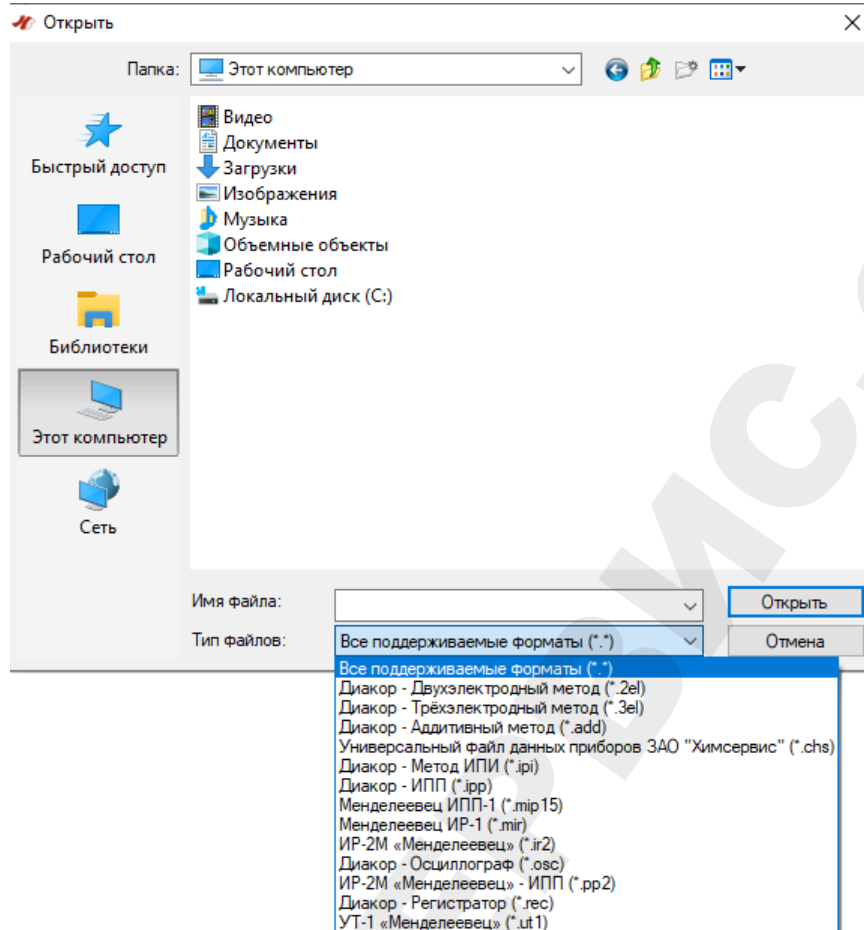 Открыть
Папка: Этот компьютер
Быстрый доступ
Рабочий стол
Библиотеки
Этот компьютер
Сеть
Видео
Документы
Загрузки
Изображения
Музыка
Объемные объекты
Рабочий стол
Локальный диск (C:)
Имя файла:
Открыть
Тип файлов: Все поддерживаемые форматы (*.*)
Отмена
Все поддерживаемые форматы (*.*)
Диакор - Двухэлектродный метод (*.2el)
Диакор - Трёхэлектродный метод (*.3el)
Диакор - Аддитивный метод (*.add)
Универсальный файл данных приборов ЗАО "Химсервис" (*.chs)
Диакор - Метод ИПИ (*.ipi)
Диакор - ИПП (*.ipp)
Менделеевец ИПП-1 (*.mip15)
Менделеевец ИР-1 (*.mir)
ИР-2М «Менделеевец» (*.ir2)
Диакор - Осциллограф (*.osc)
ИР-2М «Менделеевец» - ИПП (*.pp2)
Диакор - Регистратор (*.rec)
УТ-1 «Менделеевец» (*.ut1)